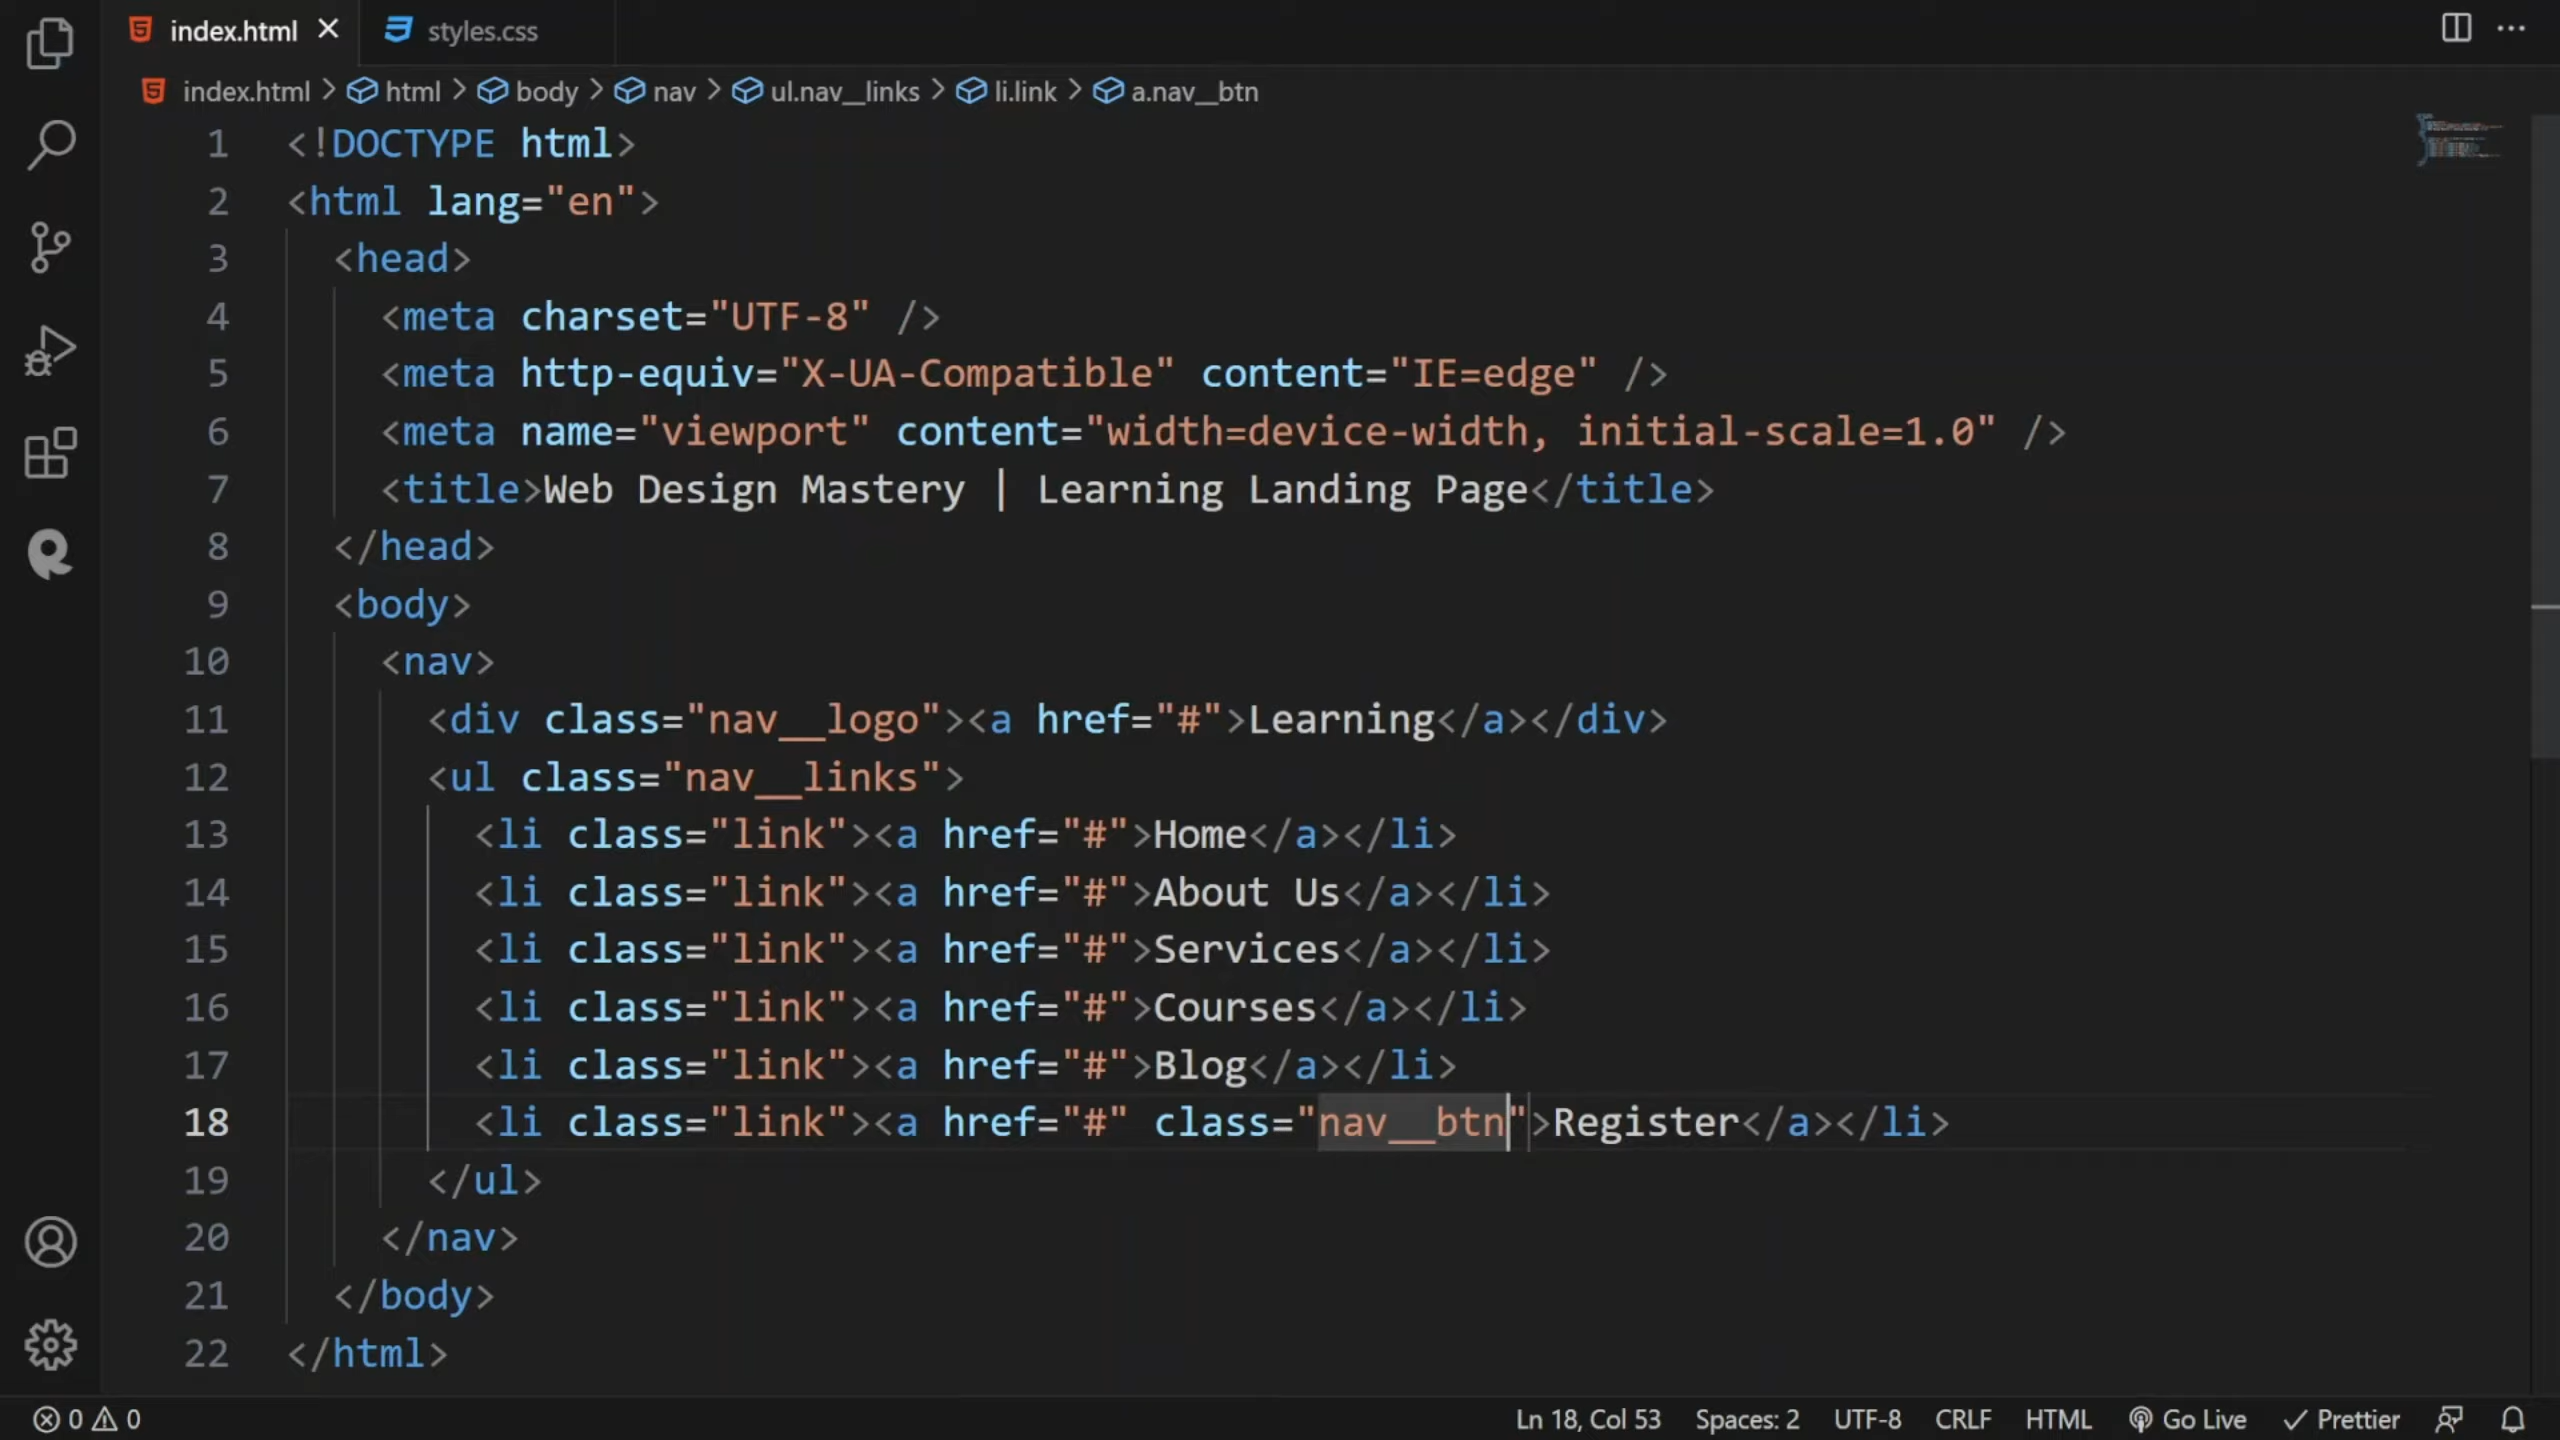 index.html styles.css
index.html > html > body > nav > ul.nav__links > li.link > a.nav__btn
1 <!DOCTYPE html>
2 <html lang="en">
3 <head>
4 <meta charset="UTF-8" />
5 <meta http-equiv="X-UA-Compatible" content="IE=edge" />
6 <meta name="viewport" content="width=device-width, initial-scale=1.0" />
7 <title>Web Design Mastery | Learning Landing Page</title>
8 </head>
9 <body>
10 <nav>
11 <div class="nav__logo"><a href="#">Learning</a></div>
12 <ul class="nav__links">
13 <li class="link"><a href="#">Home</a></li>
14 <li class="link"><a href="#">About Us</a></li>
15 <li class="link"><a href="#">Services</a></li>
16 <li class="link"><a href="#">Courses</a></li>
17 <li class="link"><a href="#">Blog</a></li>
18 <li class="link"><a href="#" class="nav__btn">Register</a></li>
19 </ul>
20 </nav>
21 </body>
22 </html>
0 0 Ln 18, Col 53 Spaces: 2 UTF-8 CRLF HTML Go Live Prettier